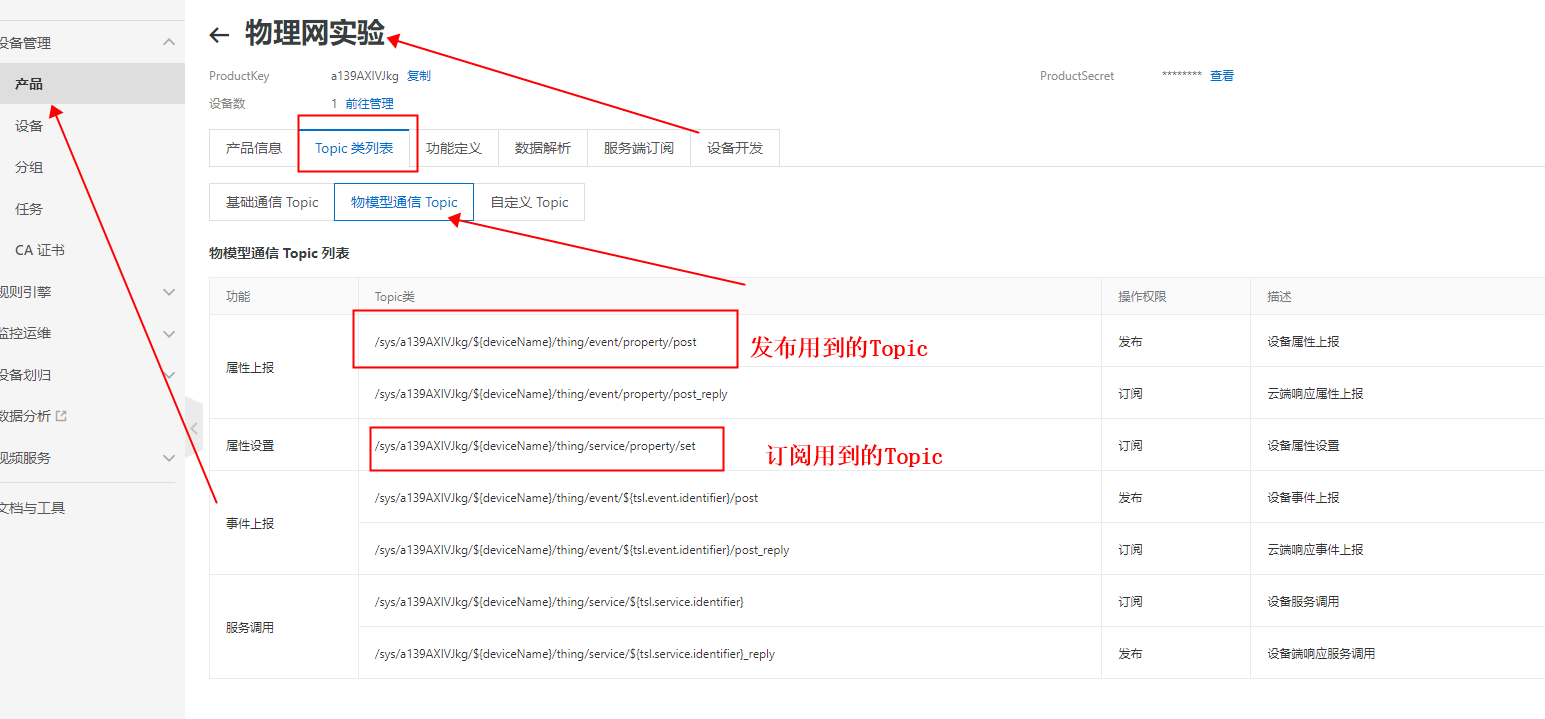 物理网实验
ProductKey a139AXIVJkg 复制 ProductSecret ******** 查看
设备数 1 前往管理
产品信息 Topic 类列表 功能定义 数据解析 服务端订阅 设备开发
基础通信 Topic 物模型通信 Topic 自定义 Topic
设备管理
产品
设备
分组
任务
CA 证书
规则引擎
监控运维
设备划归
数据分析
视频服务
文档与工具
物模型通信 Topic 列表
功能 Topic类 操作权限 描述
属性上报
/sys/a139AXIVJkg/${deviceName}/thing/event/property/post 发布用到的Topic 发布 设备属性上报
/sys/a139AXIVJkg/${deviceName}/thing/event/property/post_reply 订阅 云端响应属性上报
属性设置 /sys/a139AXIVJkg/${deviceName}/thing/service/property/set 订阅用到的Topic 订阅 设备属性设置
事件上报
/sys/a139AXIVJkg/${deviceName}/thing/event/${tsl.event.identifier}/post 发布 设备事件上报
/sys/a139AXIVJkg/${deviceName}/thing/event/${tsl.event.identifier}/post_reply 订阅 云端响应事件上报
服务调用
/sys/a139AXIVJkg/${deviceName}/thing/service/${tsl.service.identifier} 订阅 设备服务调用
/sys/a139AXIVJkg/${deviceName}/thing/service/${tsl.service.identifier}_reply 发布 设备端响应服务调用